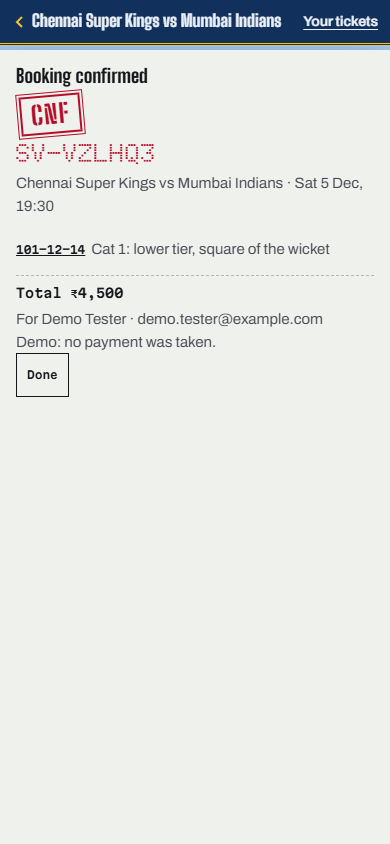 Chennai Super Kings vs Mumbai Indians Your tickets
Booking confirmed
CNF
SV-VZLHQ3
Chennai Super Kings vs Mumbai Indians · Sat 5 Dec,
19:30
101-12-14 Cat 1: lower tier, square of the wicket
Total ₹4,500
For Demo Tester · demo.tester@example.com
Demo: no payment was taken.
Done